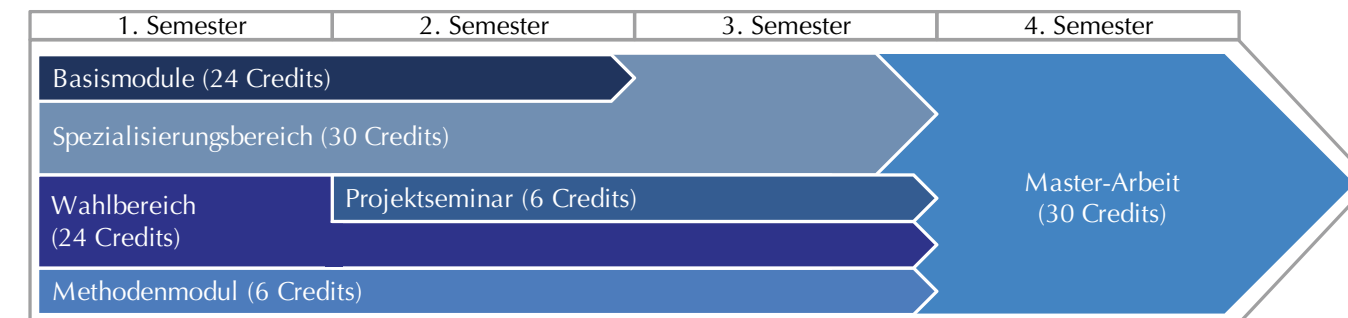 1. Semester
2. Semester
3. Semester
4. Semester
Basismodule (24 Credits)
Spezialisierungsbereich (30 Credits)
Wahlbereich
(24 Credits)
Projektseminar (6 Credits)
Methodenmodul (6 Credits)
Master-Arbeit
(30 Credits)